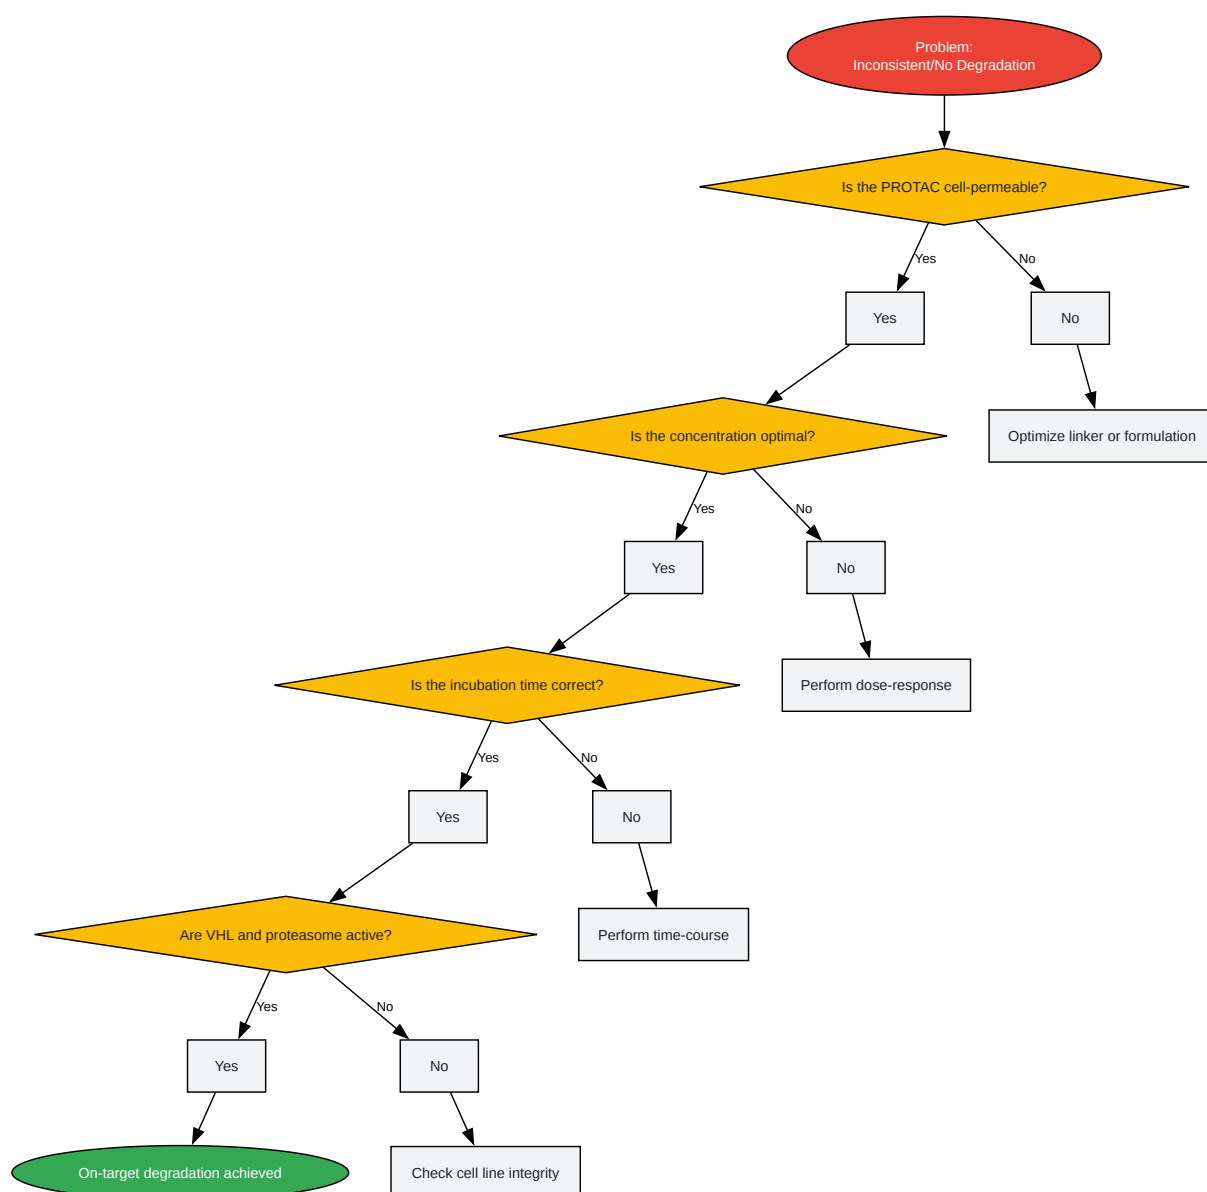 Problem:
Inconsistent/No Degradation
Is the PROTAC cell-permeable?
Yes
No
Yes
No
Optimize linker or formulation
Is the concentration optimal?
Yes
No
Yes
No
Perform dose-response
Is the incubation time correct?
Yes
No
Yes
No
Perform time-course
Are VHL and proteasome active?
Yes
No
Yes
No
On-target degradation achieved
Check cell line integrity